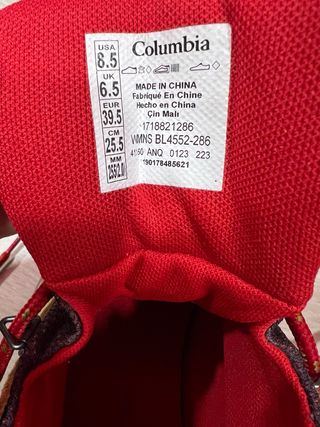 USA
8.5
UK
6.5
EUR
39.5
CM
25.5
MM
255/2.0
Columbia
MADE IN CHINA
Fabriqué En Chine
Hecho en China
Çin Malı
1718821286
WMNS BL4552-286
ANQ 0123 223
190178485621